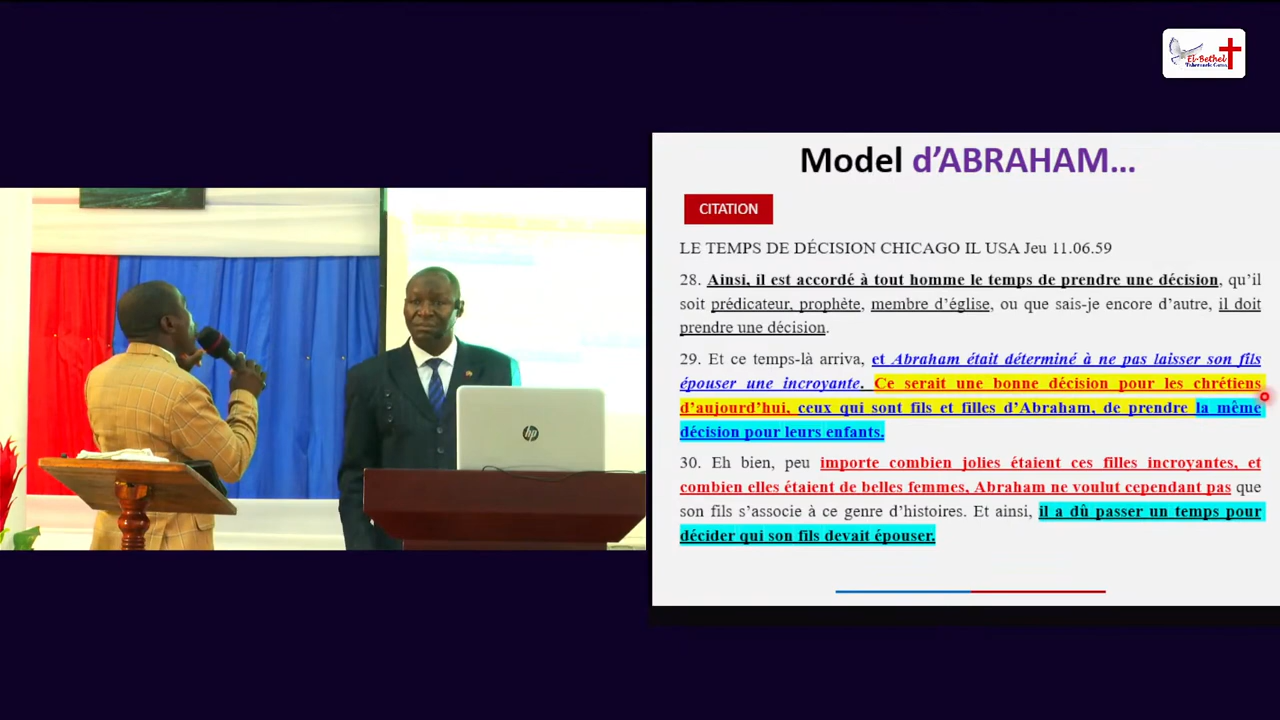 El-Bethel
Model d’ABRAHAM...
CITATION
LE TEMPS DE DÉCISION CHICAGO IL USA Jeu 11.06.59
28. Ainsi, il est accordé à tout homme le temps de prendre une décision, qu’il
soit prédicateur, prophète, membre d’église, ou que sais-je encore d’autre, il doit
prendre une décision.
29. Et ce temps-là arriva, et Abraham était déterminé à ne pas laisser son fils
épouser une incroyante. Ce serait une bonne décision pour les chrétiens
d’aujourd’hui, ceux qui sont fils et filles d’Abraham, de prendre la même
décision pour leurs enfants.
30. Eh bien, peu importe combien jolies étaient ces filles incroyantes, et
combien elles étaient de belles femmes, Abraham ne voulut cependant pas que
son fils s’associe à ce genre d’histoires. Et ainsi, il a dû passer un temps pour
décider qui son fils devait épouser.
hp